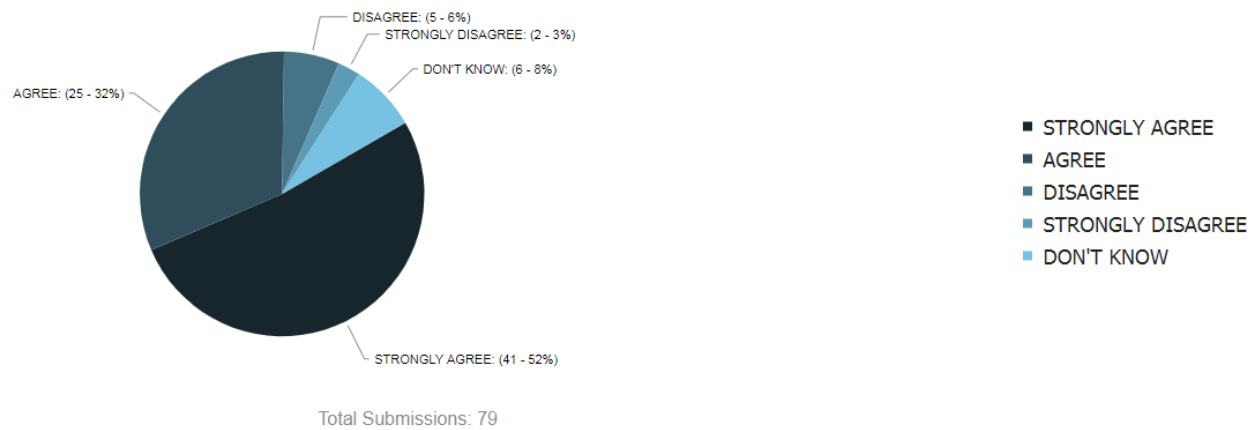 DISAGREE: (5 - 6%)
STRONGLY DISAGREE: (2 - 3%)
DON'T KNOW: (6 - 8%)
AGREE: (25 - 32%)
STRONGLY AGREE: (41 - 52%)
Total Submissions: 79
STRONGLY AGREE
AGREE
DISAGREE
STRONGLY DISAGREE
DON'T KNOW